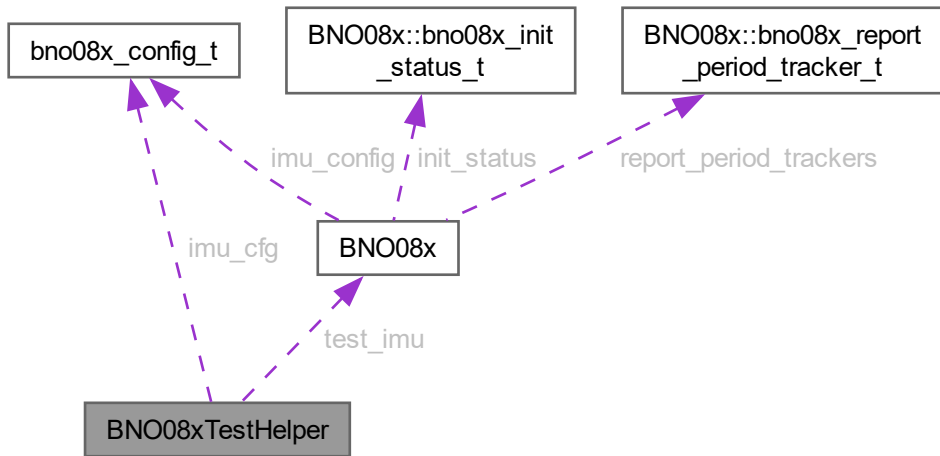 bno08x_config_t
BNO08x::bno08x_init
_status_t
BNO08x::bno08x_report
_period_tracker_t
imu_config
init_status
report_period_trackers
imu_cfg
BNO08x
test_imu
BNO08xTestHelper